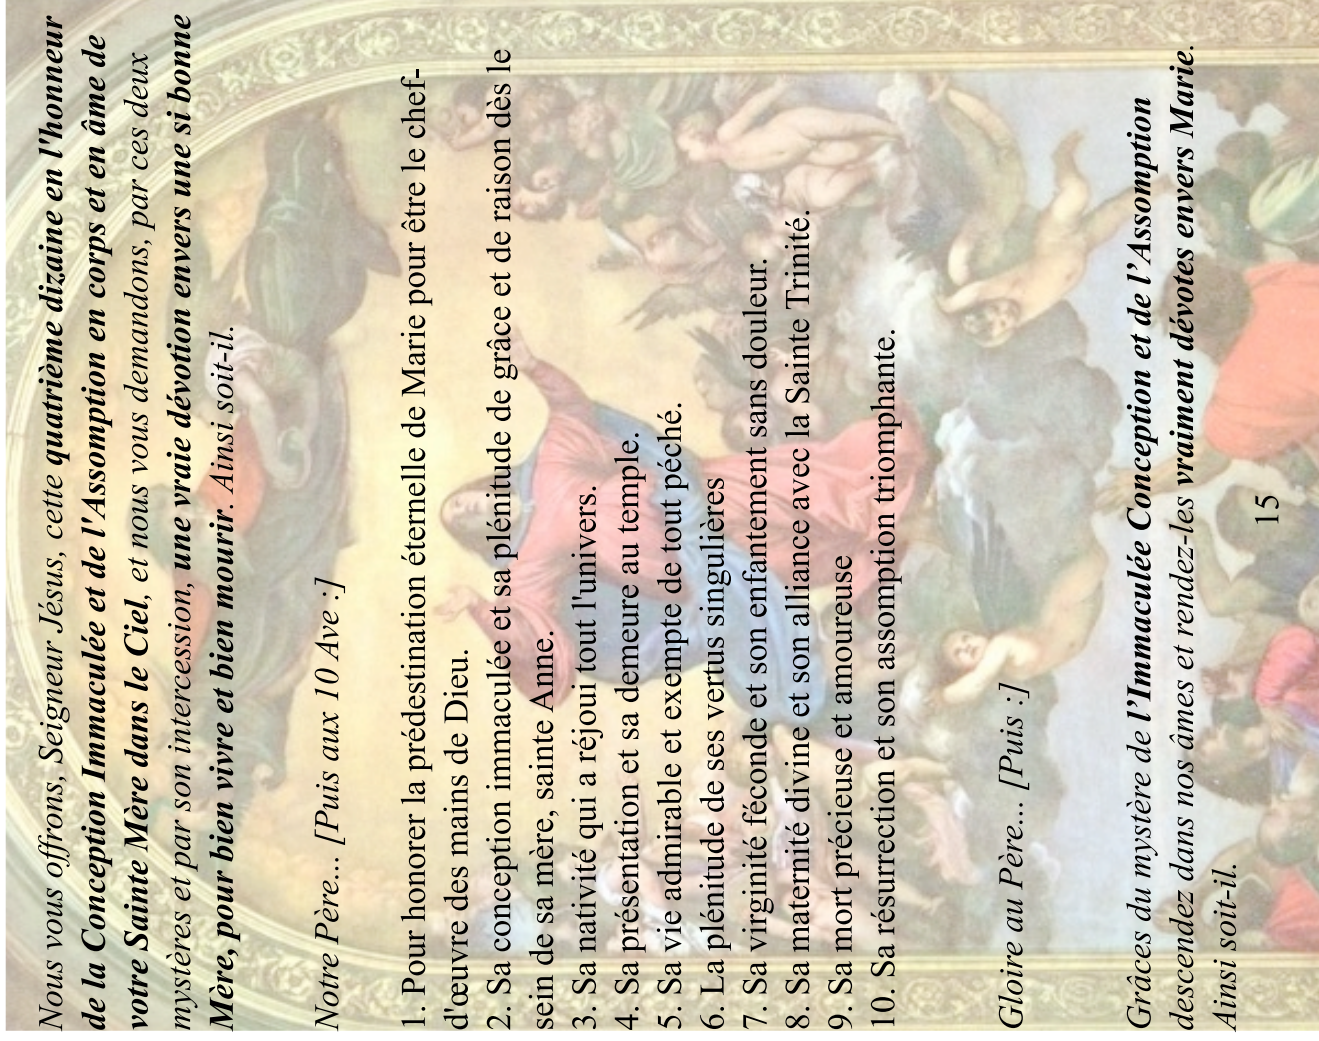 Nous vous offrons, Seigneur Jésus, cette quatrième dizaine en l'honneur
de la Conception Immaculée et de l'Assomption en corps et en âme de
votre Sainte Mère dans le Ciel, et nous vous demandons, par ces deux
mystères et par son intercession, une vraie dévotion envers une si bonne
Mère, pour bien vivre et bien mourir. Ainsi soit-il.
Notre Père... [Puis aux 10 Ave :]
1. Pour honorer la prédestination éternelle de Marie pour être le chef-
d'œuvre des mains de Dieu.
2. Sa conception immaculée et sa plénitude de grâce et de raison dès le
sein de sa mère, sainte Anne.
3. Sa nativité qui a réjoui tout l'univers.
4. Sa présentation et sa demeure au temple.
5. Sa vie admirable et exempte de tout péché.
6. La plénitude de ses vertus singulières
7. Sa virginité féconde et son enfantement sans douleur.
8. Sa maternité divine et son alliance avec la Sainte Trinité.
9. Sa mort précieuse et amoureuse
10. Sa résurrection et son assomption triomphante.
Gloire au Père... [Puis :]
Grâces du mystère de l’Immaculée Conception et de l’Assomption
descendez dans nos âmes et rendez-les vraiment dévotes envers Marie.
Ainsi soit-il.
15